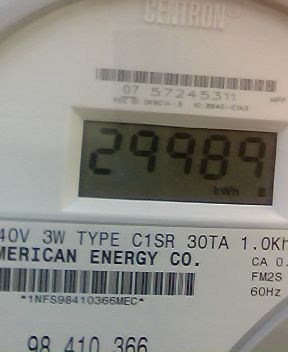 CENTRON®
07 57245311
29989
kWh
40V 3W TYPE C1SR 30TA 1.0Kh
MERICAN ENERGY CO.
CA 0.
FM2S
*1NFS98410366MEC*
60Hz
98 410 366